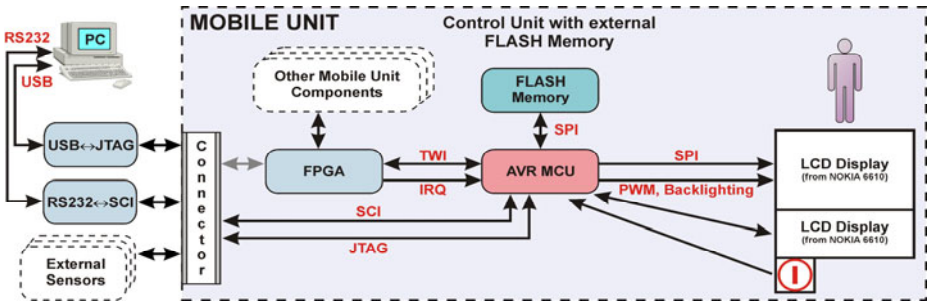 MOBILE UNIT
Control Unit with external
FLASH Memory
RS232
PC
USB
Other Mobile Unit
Components
FLASH
Memory
SPI
USB↔JTAG
RS232↔SCI
External
Sensors
Connector
FPGA
TWI
IRQ
AVR MCU
SPI
PWM, Backlighting
SCI
JTAG
LCD Display
(from NOKIA 6610)
LCD Display
(from NOKIA 6610)
I